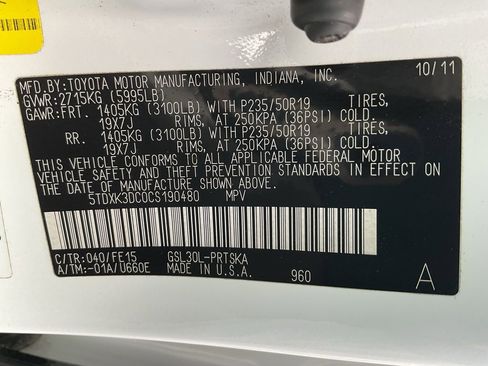 MFD.BY:TOYOTA MOTOR MANUFACTURING, INDIANA, INC. 10/11
GVWR:2715KG (5995LB)
GAWR:FRT. 1405KG (3100LB) WITH P235/50R19 TIRES,
19X7J RIMS, AT 250KPA (36PSI) COLD.
RR. 1405KG (3100LB) WITH P235/50R19 TIRES,
19X7J RIMS, AT 250KPA (36PSI) COLD.
THIS VEHICLE CONFORMS TO ALL APPLICABLE FEDERAL MOTOR
VEHICLE SAFETY AND THEFT PREVENTION STANDARDS IN EFFECT ON
THE DATE OF MANUFACTURE SHOWN ABOVE.
5TDXK3DC0CS190480 MPV
C/TR:040/FE15 GSL30L-PRTSKA
A/TM:-01A/U660E MADE IN U.S.A. 960 A